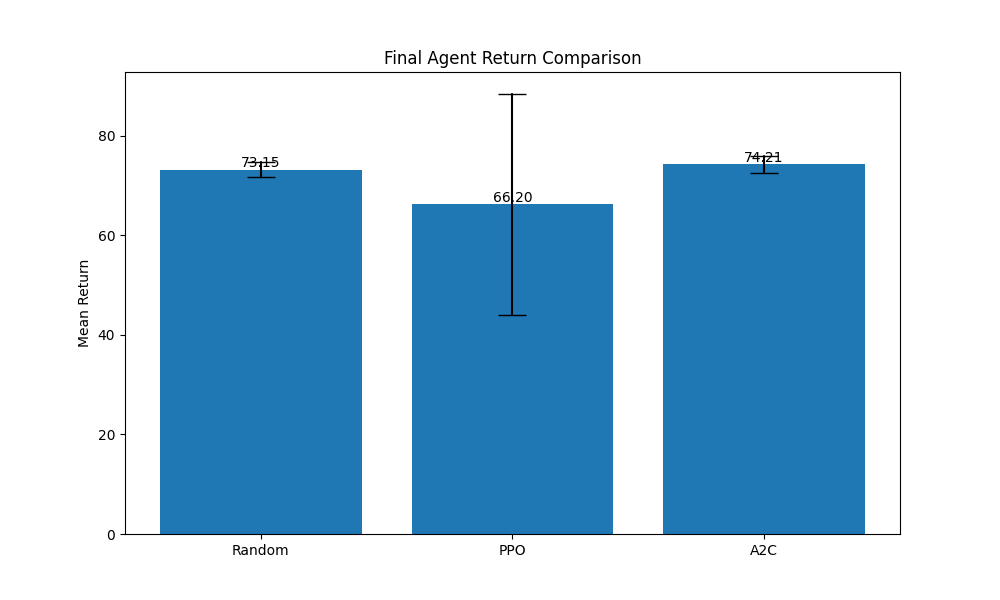 Final Agent Return Comparison
Mean Return
80
60
40
20
0
73.15
66.20
74.21
Random
PPO
A2C